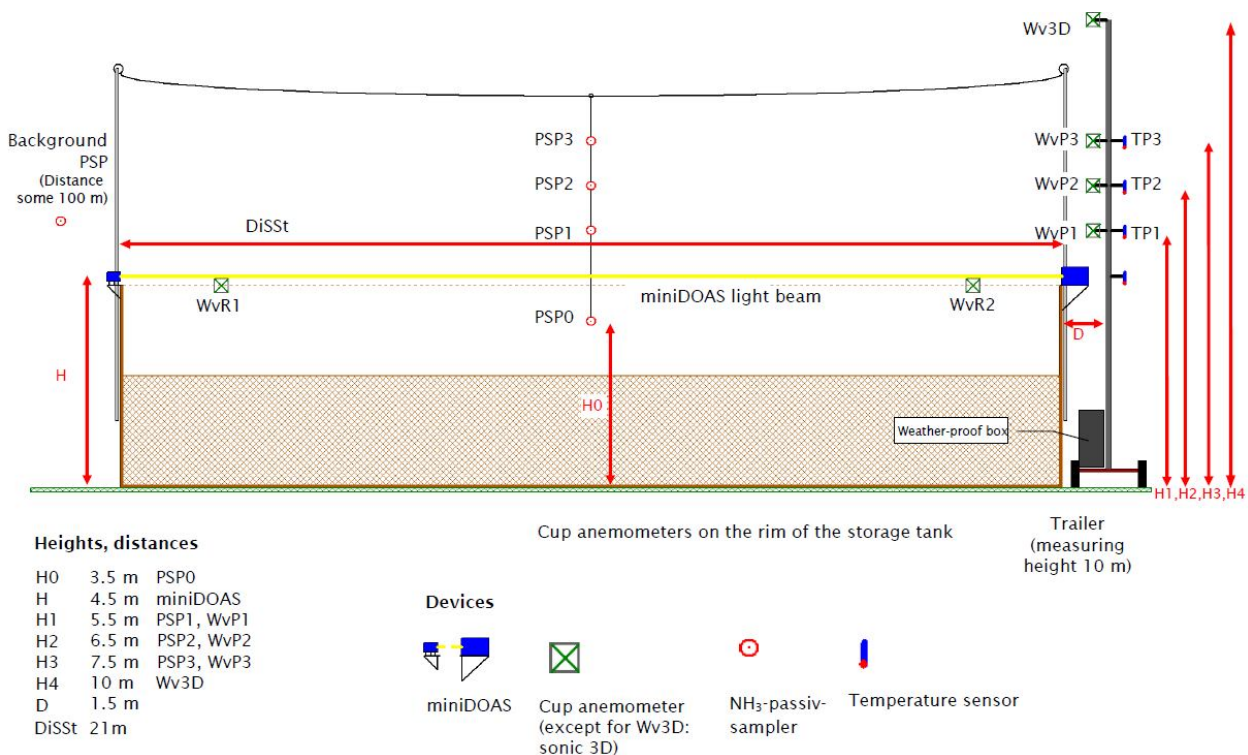 Wv3D
Background
PSP
(Distance
some 100 m)
PSP3
WvP3
TP3
PSP2
WvP2
TP2
DiSSt
PSP1
WvP1
TP1
WvR1
miniDOAS light beam
WvR2
PSP0
D
H
H0
Weather-proof box
H1,H2,H3,H4
Cup anemometers on the rim of the storage tank
Trailer
(measuring
height 10 m)
Heights, distances
H0 3.5 m PSP0
H 4.5 m miniDOAS
H1 5.5 m PSP1, WvP1
H2 6.5 m PSP2, WvP2
H3 7.5 m PSP3, WvP3
H4 10 m Wv3D
D 1.5 m
DiSSt 21m
Devices
miniDOAS
Cup anemometer
(except for Wv3D:
sonic 3D)
NH₃-passiv-
sampler
Temperature sensor